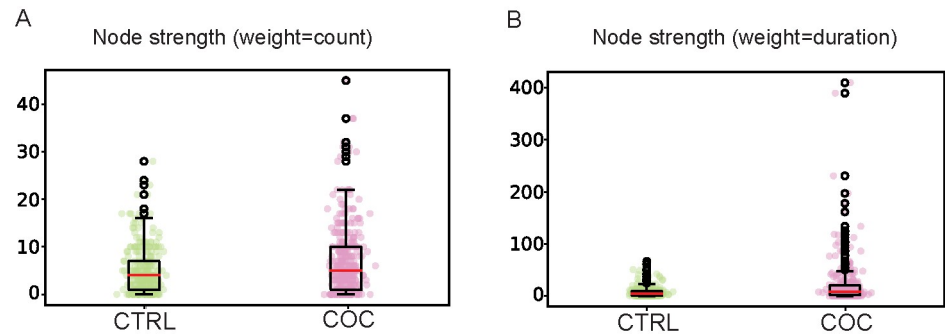 A
Node strength (weight=count)
40
30
20
10
0
CTRL
COC
B
Node strength (weight=duration)
400
300
200
100
0
CTRL
COC